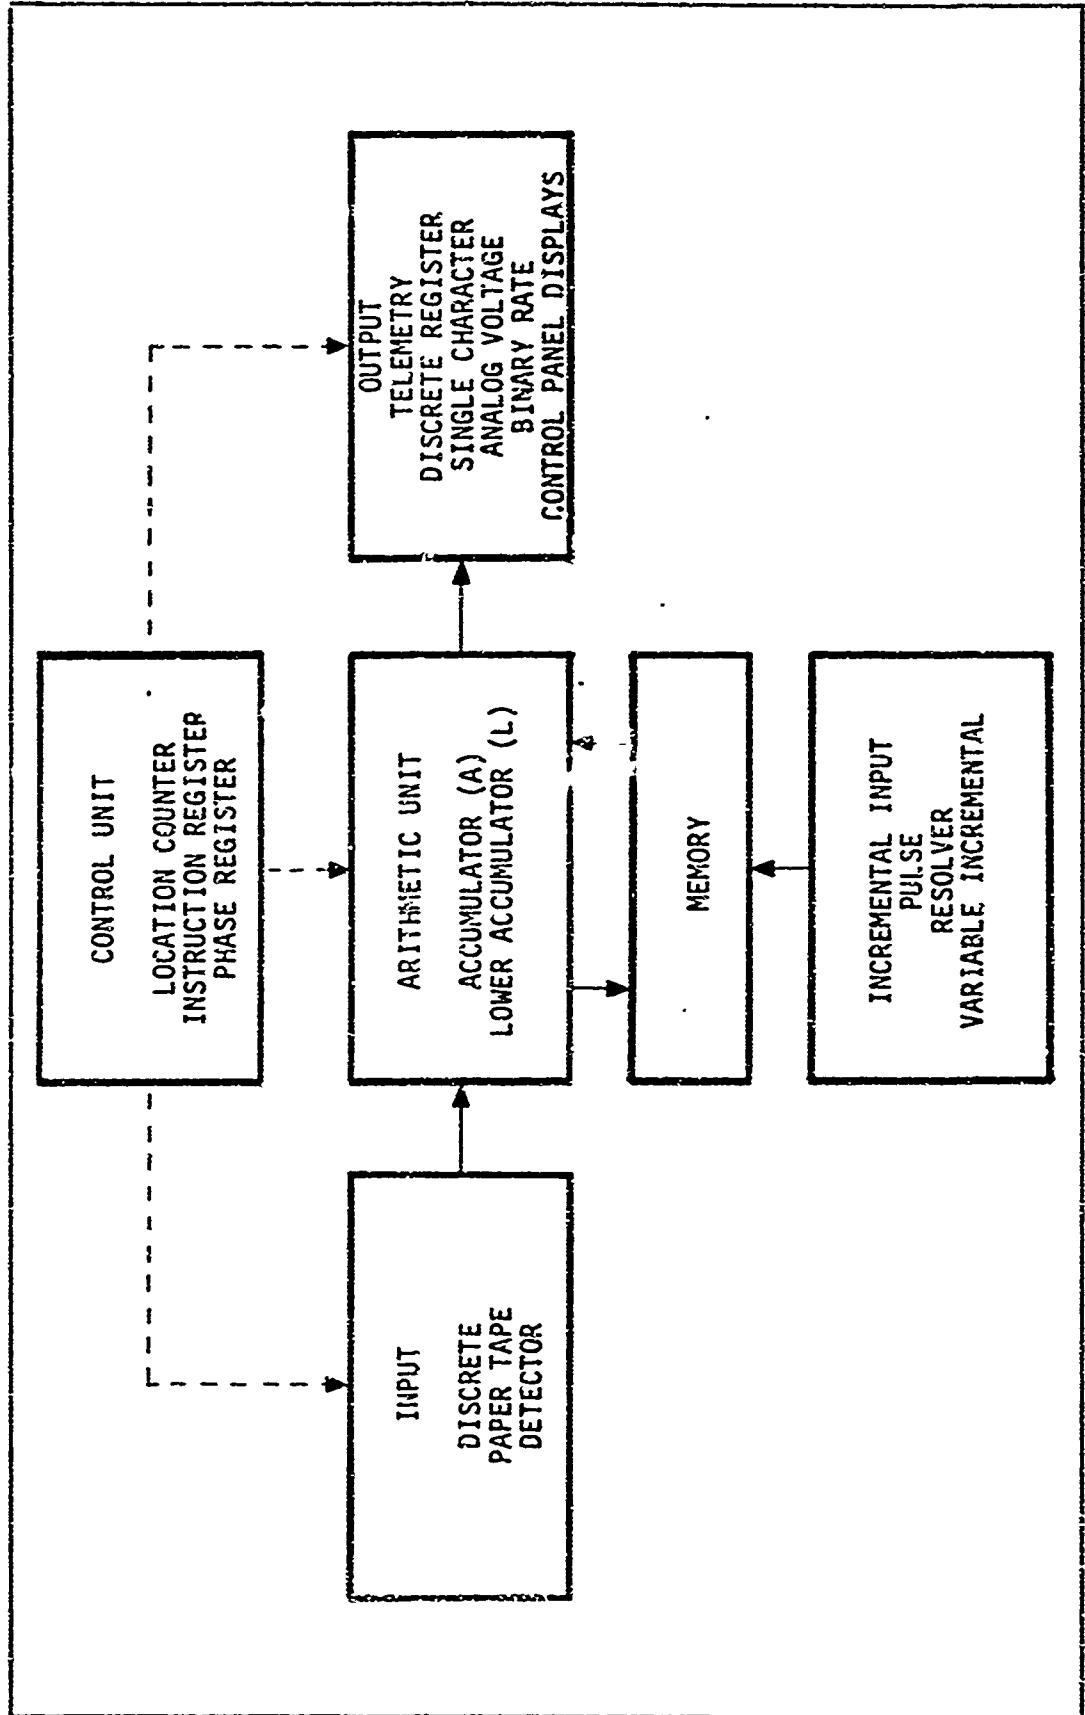 CONTROL UNIT
LOCATION COUNTER
INSTRUCTION REGISTER
PHASE REGISTER
INPUT
DISCRETE
PAPER TAPE
DETECTOR
ARITHMETIC UNIT
ACCUMULATOR (A)
LOWER ACCUMULATOR (L)
OUTPUT
TELEMETRY
DISCRETE REGISTER
SINGLE CHARACTER
ANALOG VOLTAGE
BINARY RATE
CONTROL PANEL DISPLAYS
MEMORY
INCREMENTAL INPUT
PULSE
RESOLVER
VARIABLE INCREMENTAL